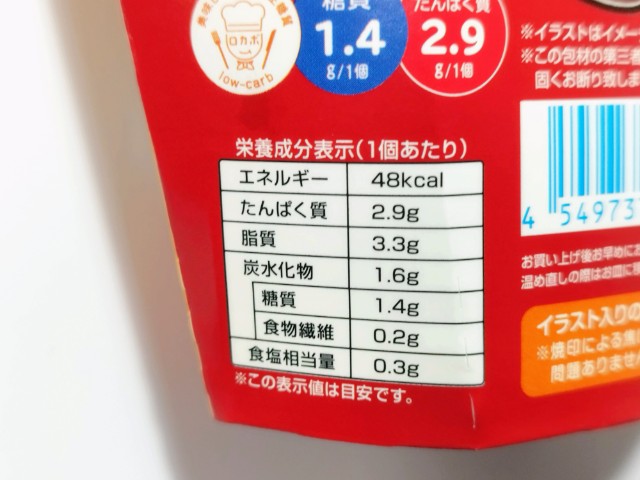 ロカボ
low-carb
糖質
1.4
g/1個
たんぱく質
2.9
g/1個
※イラストはイメー
※この包材の第三者
固くお断り致しま
栄養成分表示(1個あたり)
エネルギー 48kcal
たんぱく質 2.9g
脂質 3.3g
炭水化物 1.6g
糖質 1.4g
食物繊維 0.2g
食塩相当量 0.3g
※この表示値は目安です。
4 54973
お買い上げ後お早めに
温め直しの際はお皿に
イラスト入りの
※焼印による焦
問題ありませ